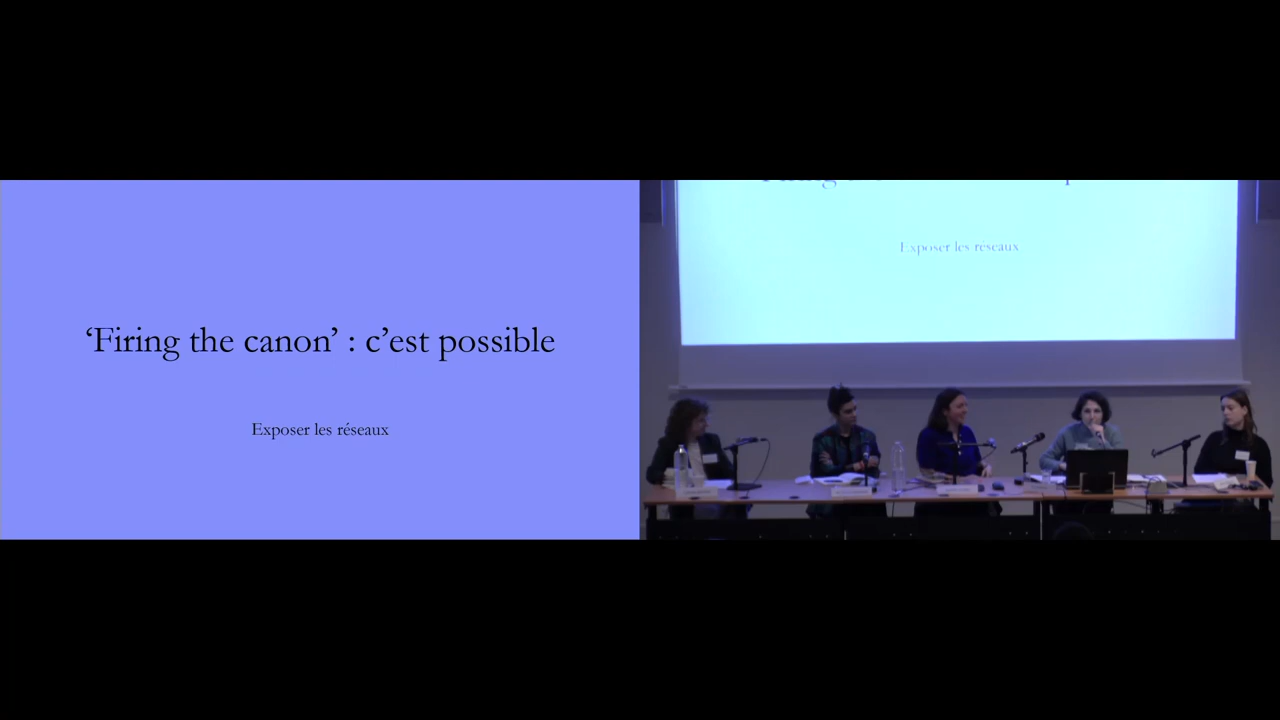 ‘Firing the canon’ : c’est possible
Exposer les réseaux
Exposer les réseaux